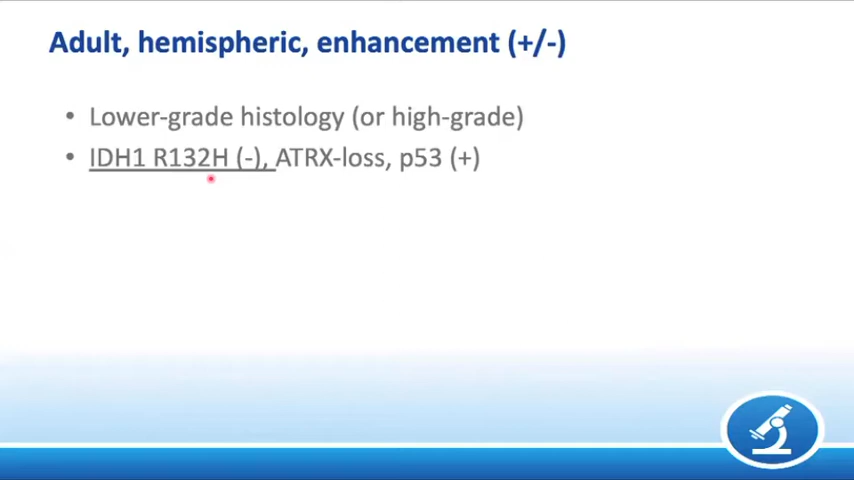 Adult, hemispheric, enhancement (+/-)
• Lower-grade histology (or high-grade)
• IDH1 R132H (-), ATRX-loss, p53 (+)